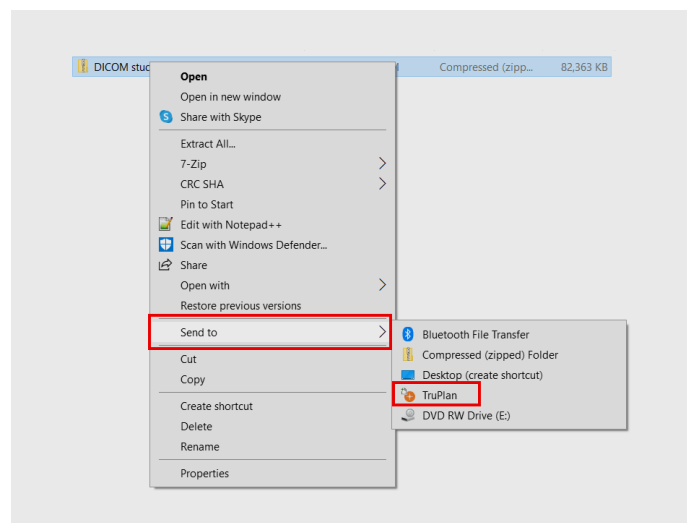 DICOM stud
Compressed (zipp... 82,363 KB
Open
Open in new window
Share with Skype
Extract All...
7-Zip
CRC SHA
Pin to Start
Edit with Notepad++
Scan with Windows Defender...
Share
Open with
Restore previous versions
Send to
Cut
Copy
Create shortcut
Delete
Rename
Properties
Bluetooth File Transfer
Compressed (zipped) Folder
Desktop (create shortcut)
TruPlan
DVD RW Drive (E:)